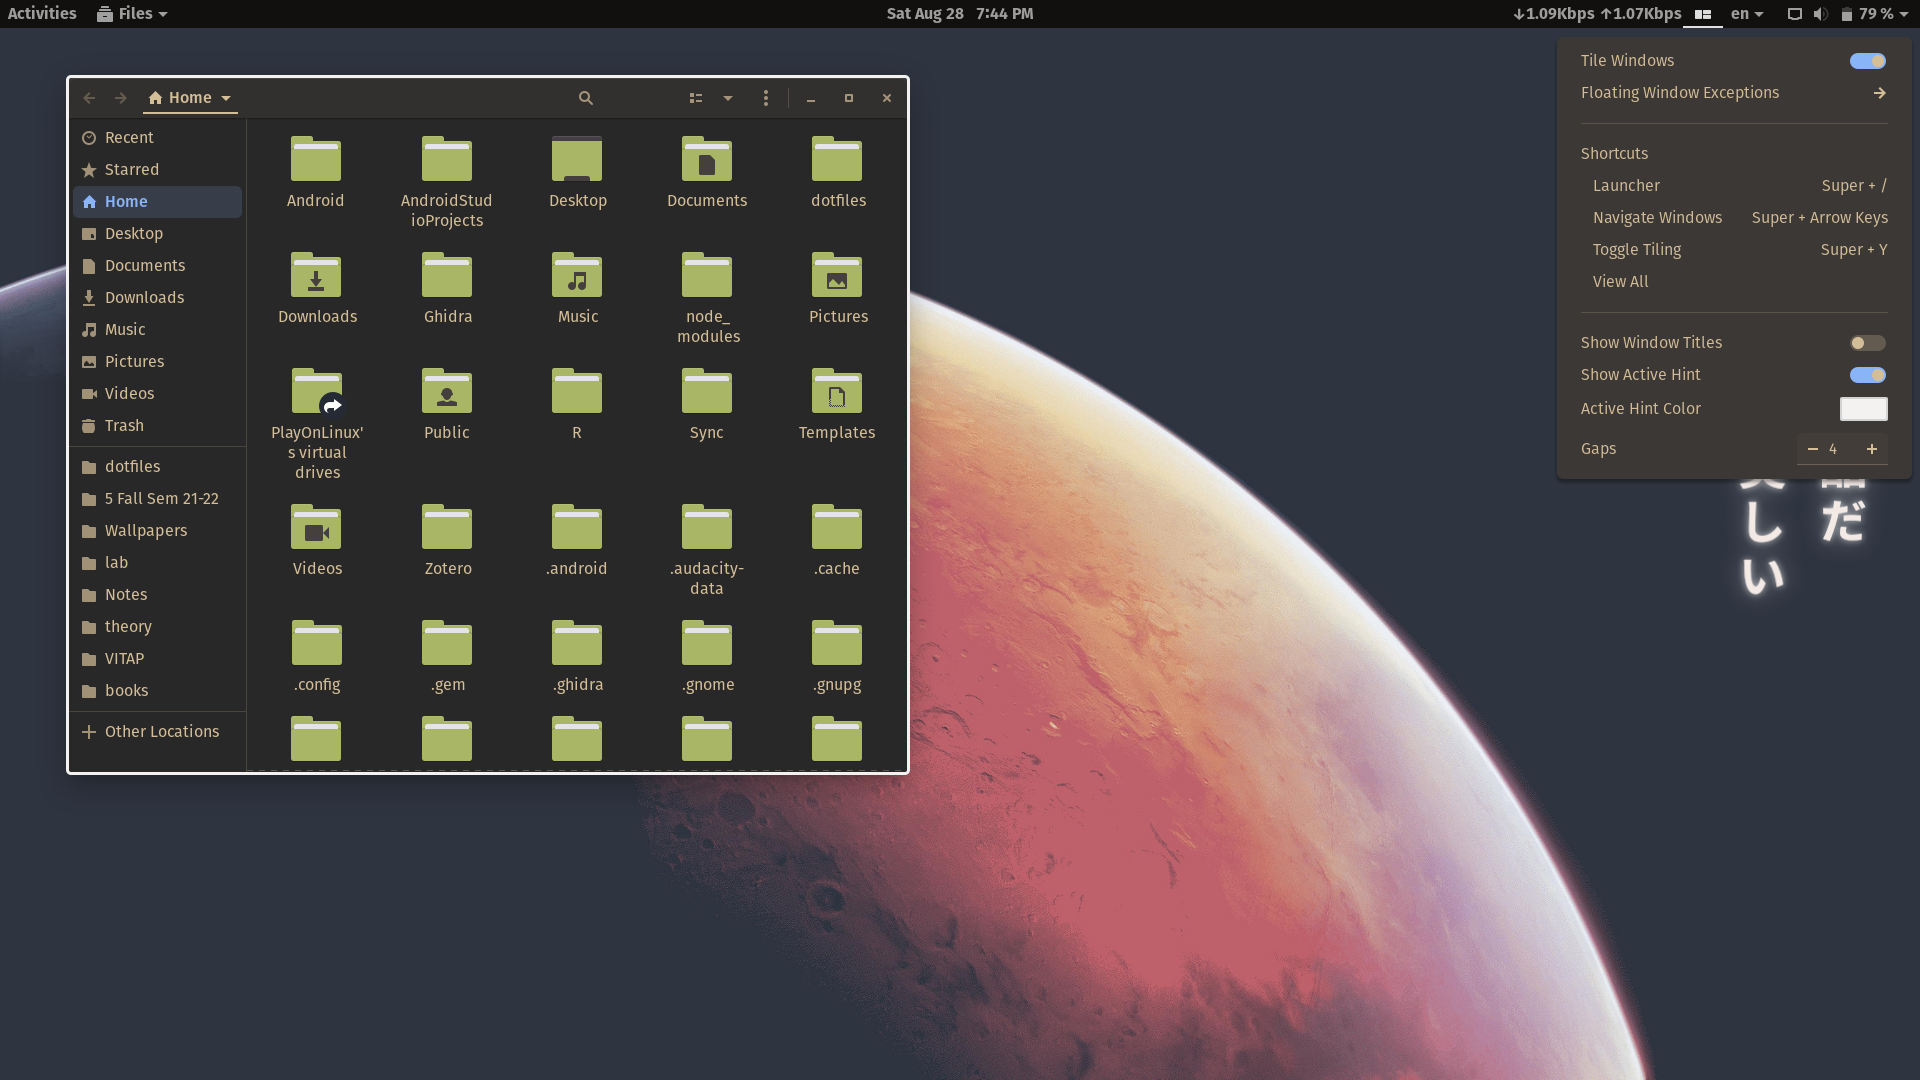 Activities Files Sat Aug 28 7:44 PM ↓1.09Kbps ↑1.07Kbps en 79 %
Home
Recent
Starred
Home
Desktop
Documents
Downloads
Music
Pictures
Videos
Trash
dotfiles
5 Fall Sem 21-22
Wallpapers
lab
Notes
theory
VITAP
books
Other Locations
Android
AndroidStud
ioProjects
Desktop
Documents
dotfiles
Downloads
Ghidra
Music
node_
modules
Pictures
PlayOnLinux'
s virtual
drives
Public
R
Sync
Templates
Videos
Zotero
.android
.audacity-
data
.cache
.config
.gem
.ghidra
.gnome
.gnupg
Tile Windows
Floating Window Exceptions
Shortcuts
Launcher Super + /
Navigate Windows Super + Arrow Keys
Toggle Tiling Super + Y
View All
Show Window Titles
Show Active Hint
Active Hint Color
Gaps − 4 +
だ
しい